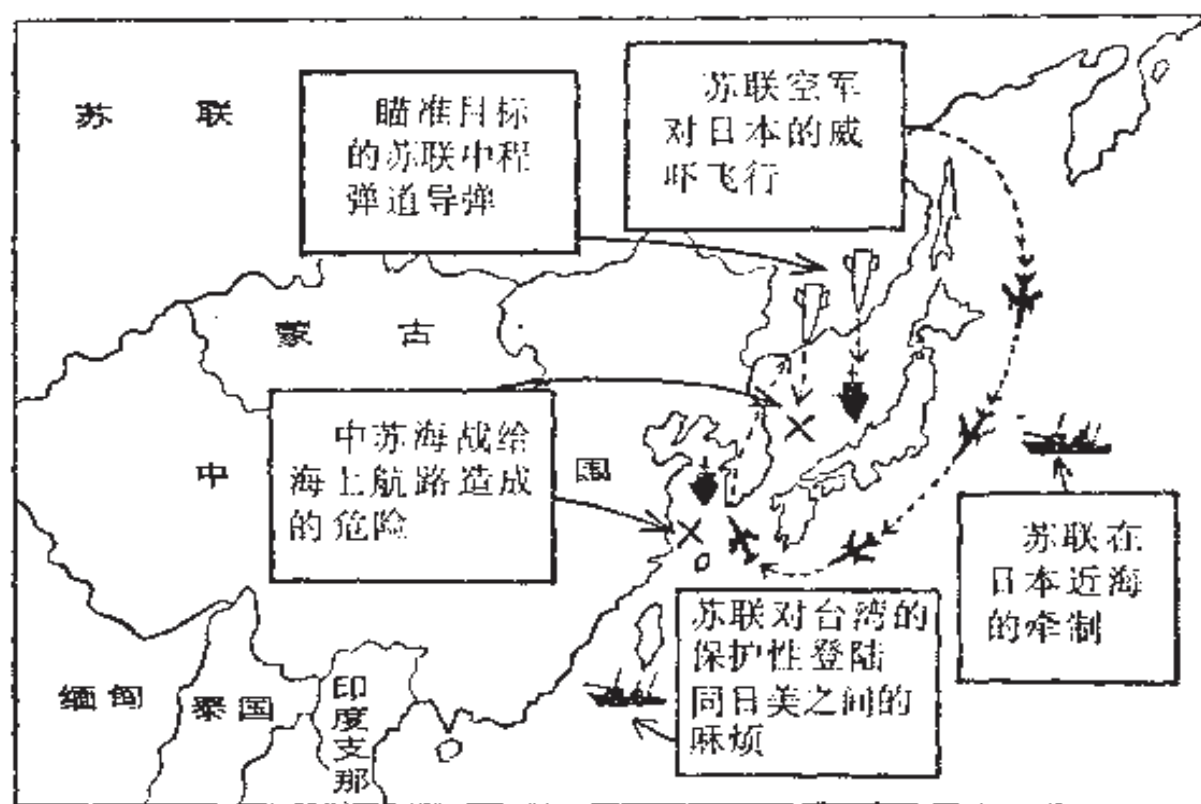 苏联
瞄准目标
的苏联中程
弹道导弹
苏联空军
对日本的威
吓飞行
蒙古
中国
中苏海战给
海上航路造成
的危险
苏联在
日本近海
的牵制
苏联对台湾的
保护性登陆
同日美之间的
麻烦
缅甸
泰国
印
度
支
那